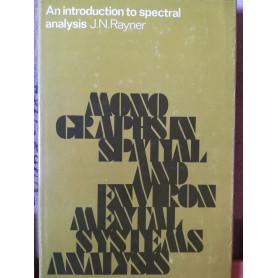 An introduction to spectral
analysis J.N.Rayner
MONO
GRAPHS IN
SPATIAL
AND
ENVIRON
MENTAL
SYSTEMS
ANALYSIS